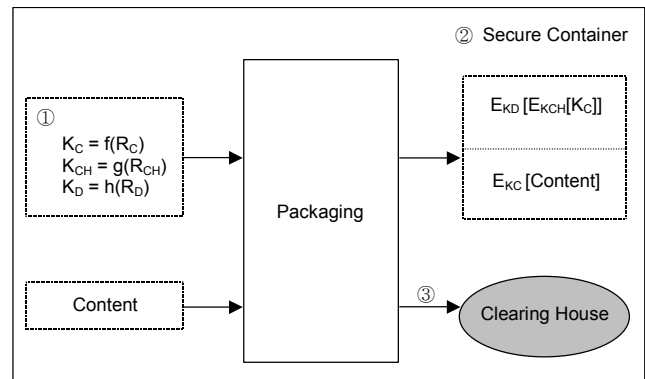 ② Secure Container
①
K_C = f(R_C)
K_CH = g(R_CH)
K_D = h(R_D)
E_KD [E_KCH[K_C]]
E_KC [Content]
Packaging
Content
③
Clearing House